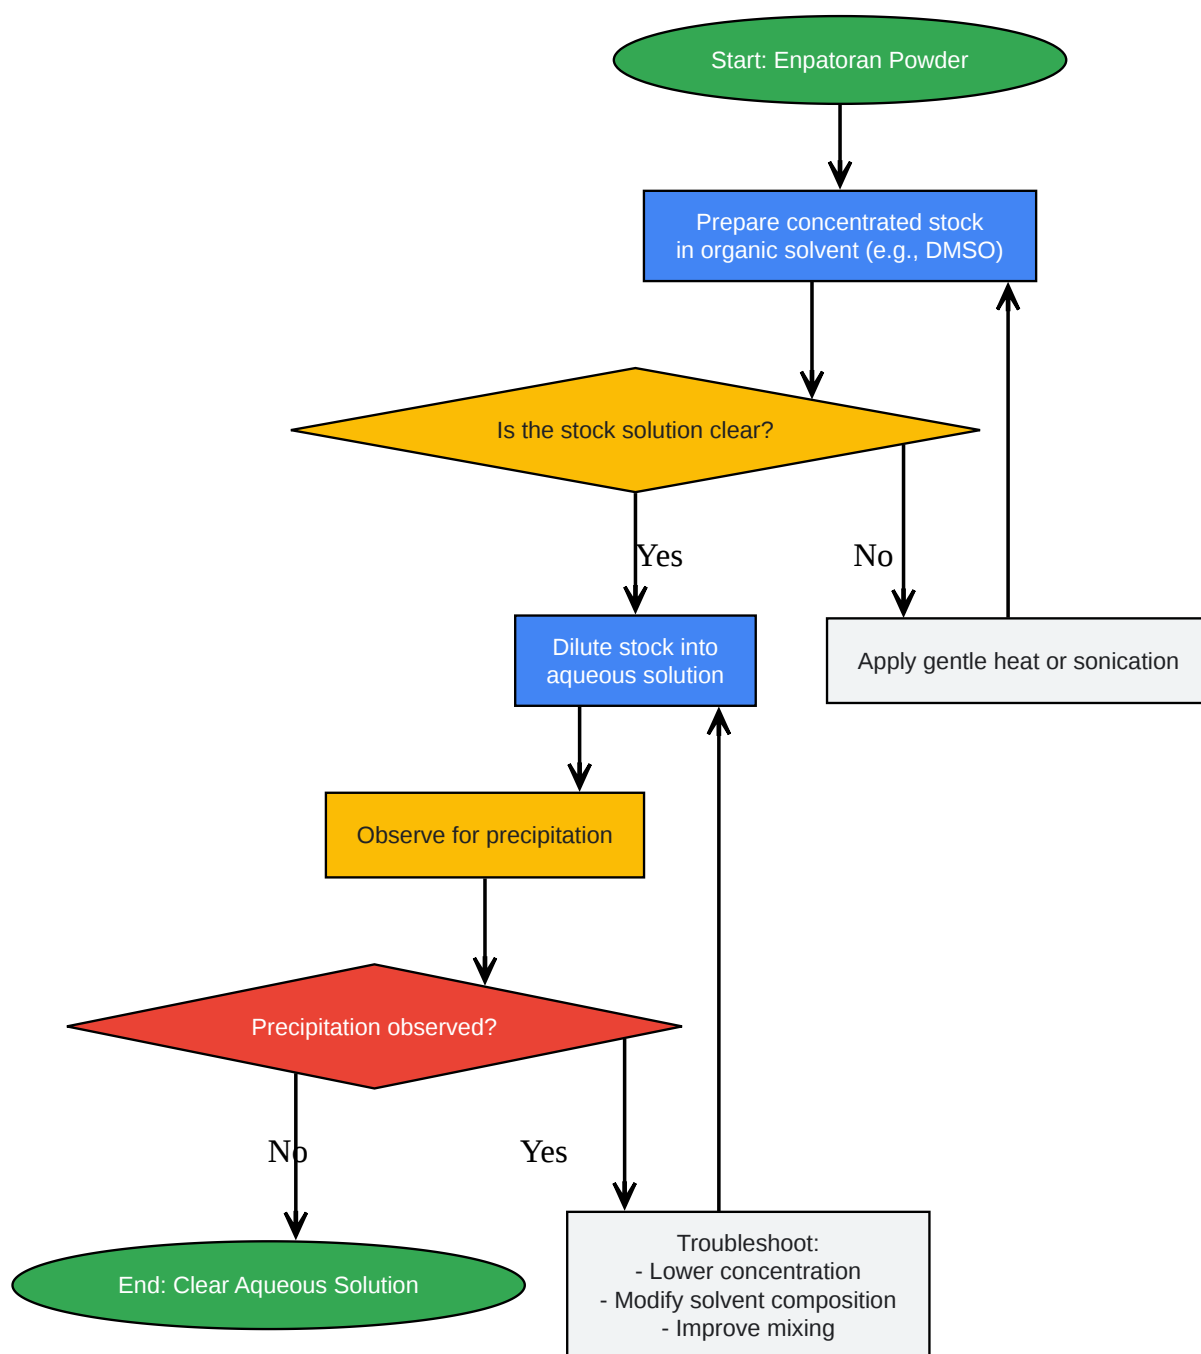 Start: Enpatoran Powder
Prepare concentrated stock
in organic solvent (e.g., DMSO)
Is the stock solution clear?
Yes
No
Dilute stock into
aqueous solution
Apply gentle heat or sonication
Observe for precipitation
Precipitation observed?
No
Yes
End: Clear Aqueous Solution
Troubleshoot:
- Lower concentration
- Modify solvent composition
- Improve mixing